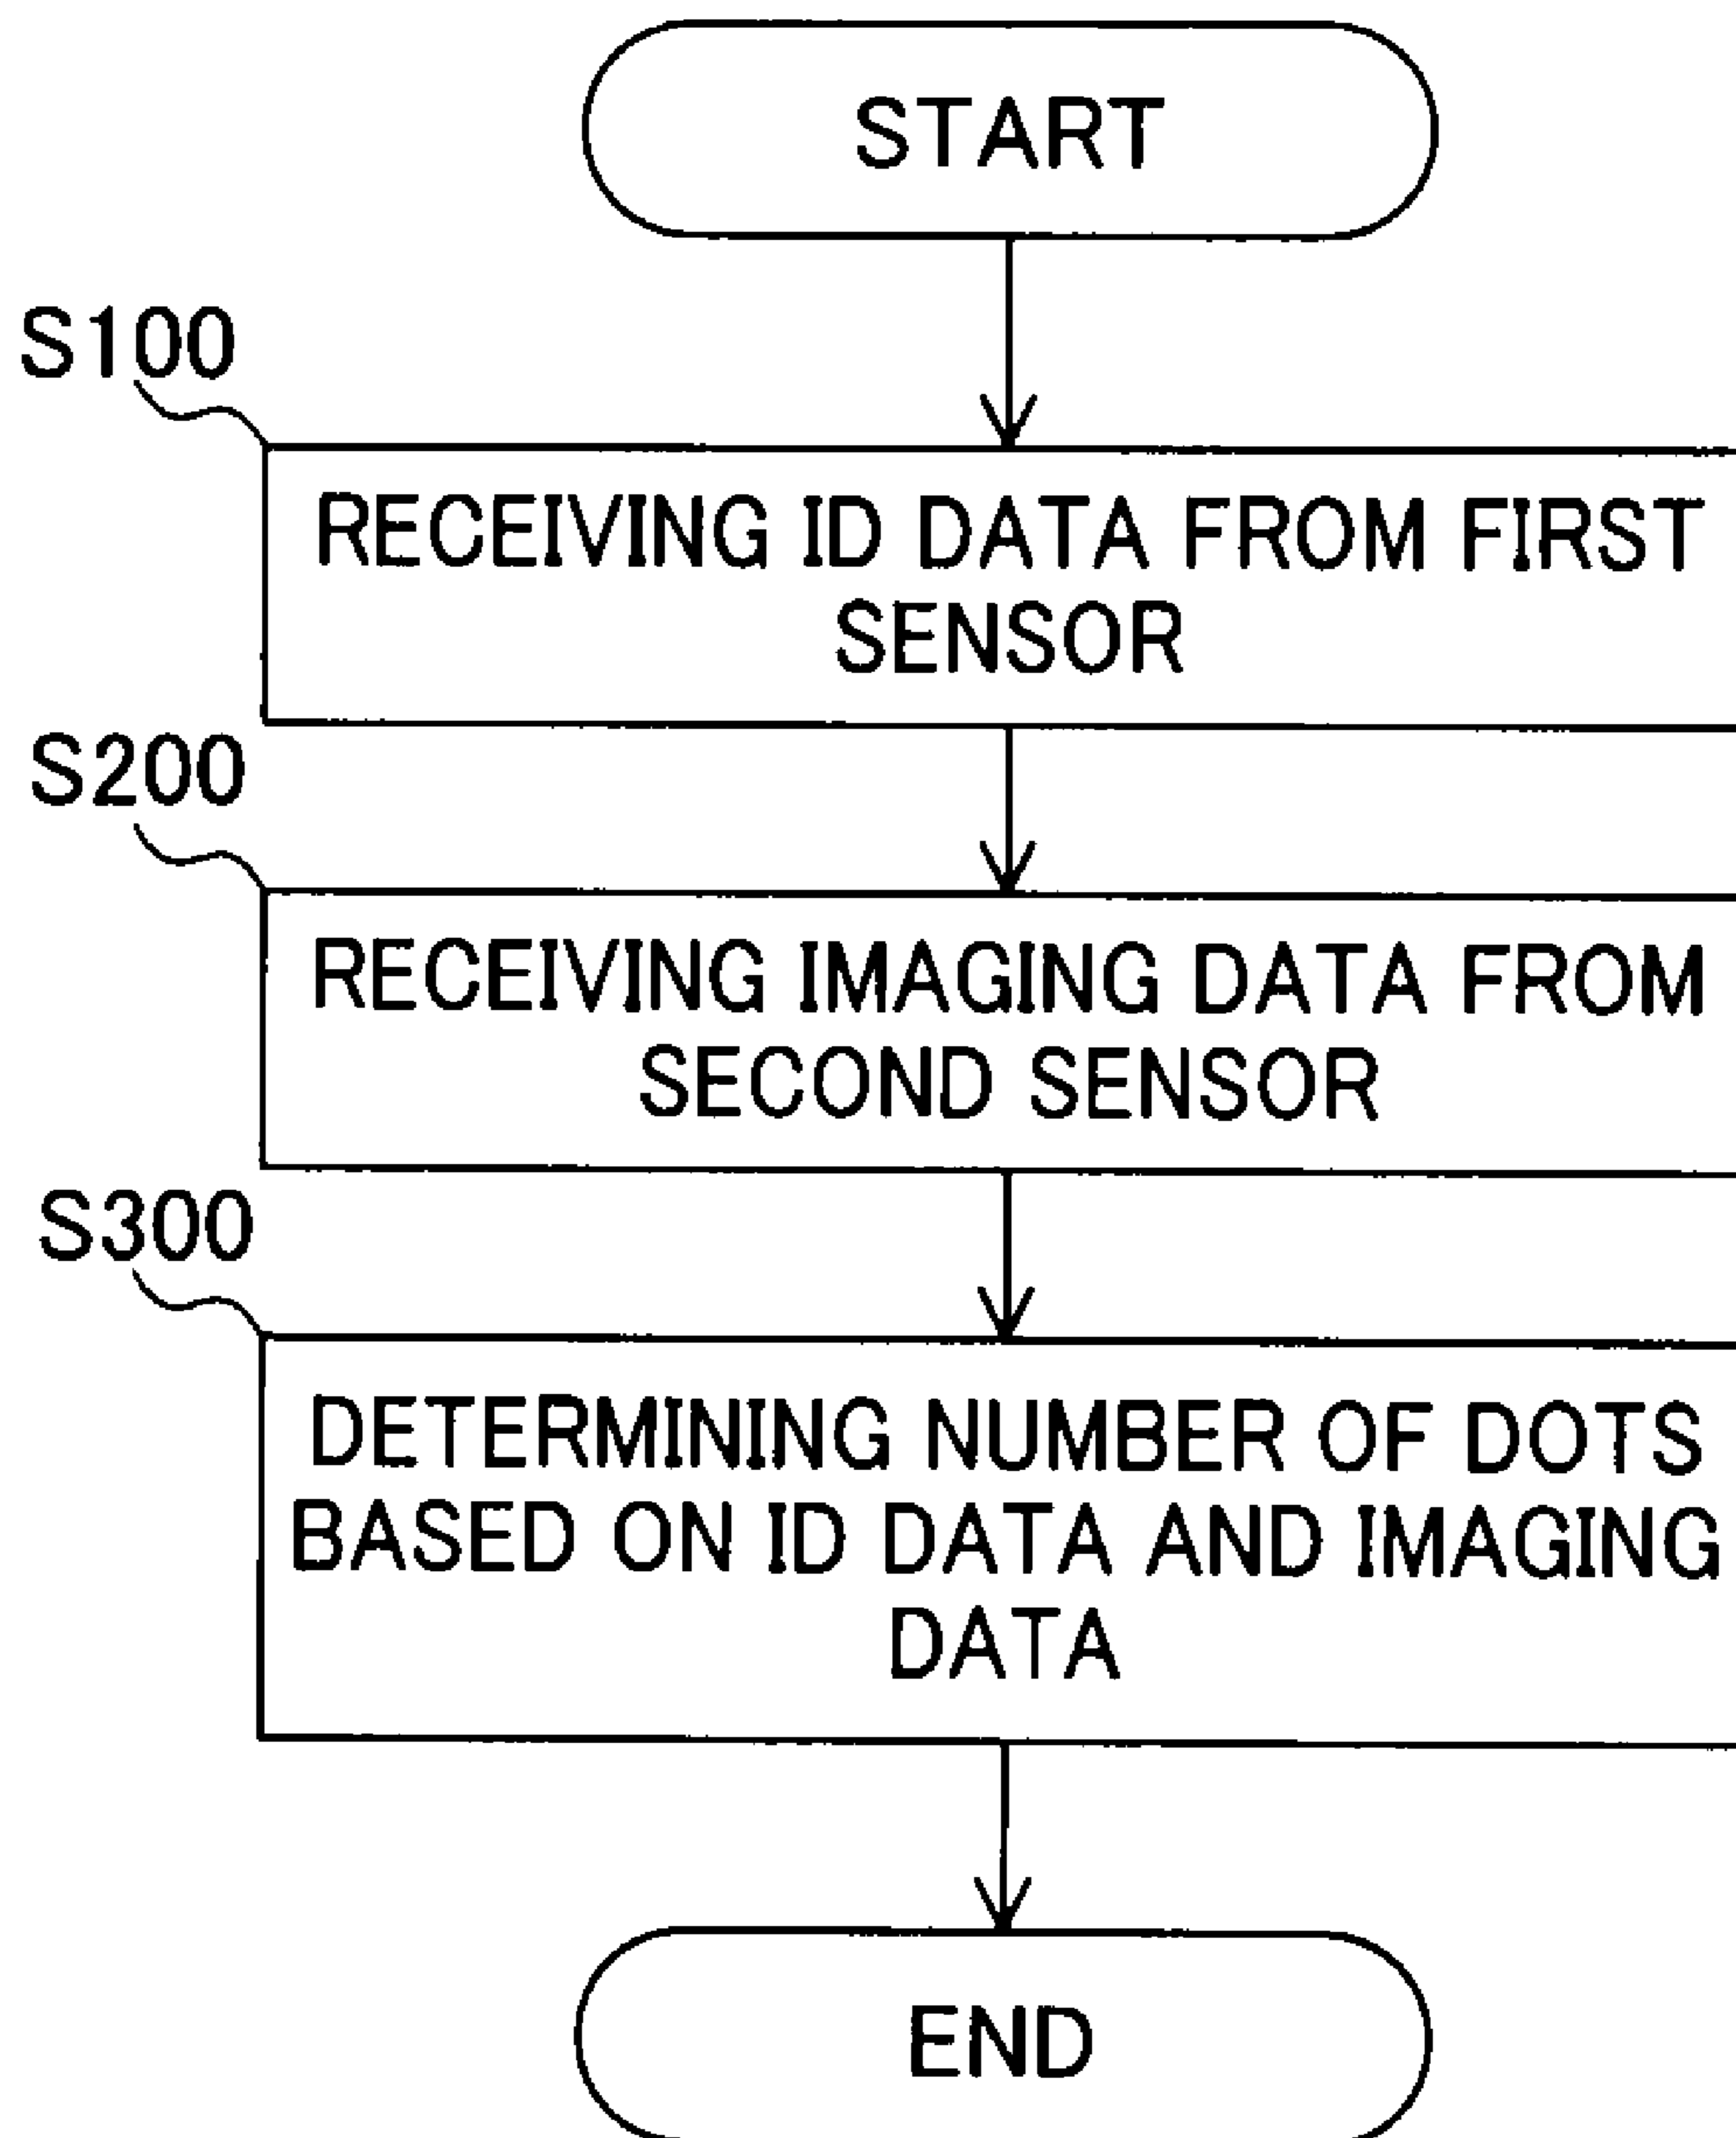 START
S100
RECEIVING ID DATA FROM FIRST
SENSOR
S200
RECEIVING IMAGING DATA FROM
SECOND SENSOR
S300
DETERMINING NUMBER OF DOTS
BASED ON ID DATA AND IMAGING
DATA
END